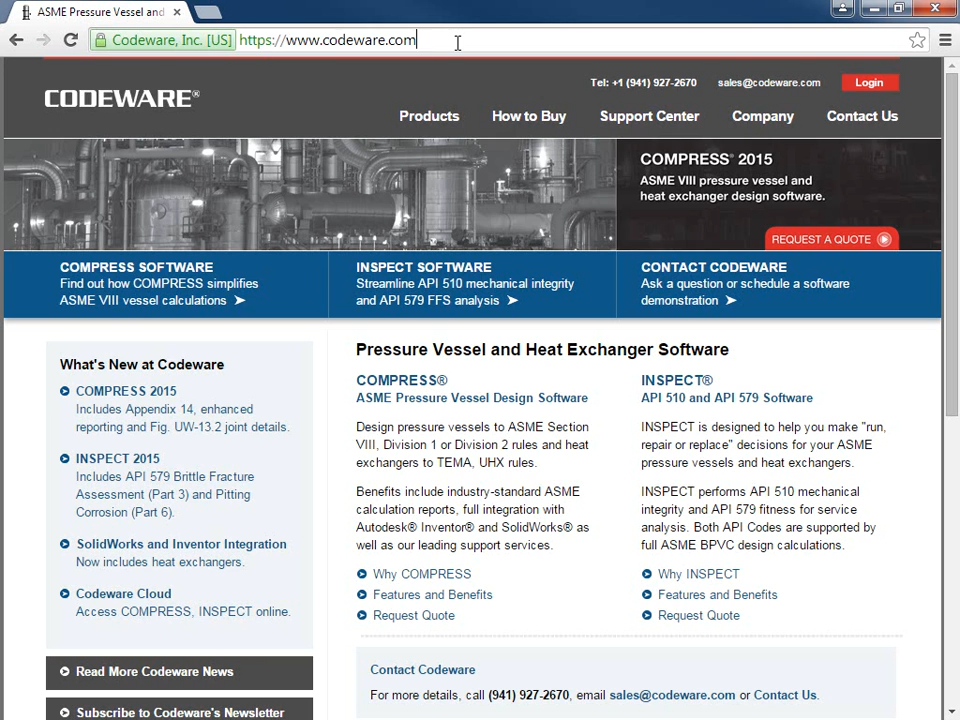 ASME Pressure Vessel and
Codeware, Inc. [US] https://www.codeware.com
Tel: +1 (941) 927-2670 sales@codeware.com Login
CODEWARE®
Products How to Buy Support Center Company Contact Us
COMPRESS® 2015
ASME VIII pressure vessel and
heat exchanger design software.
REQUEST A QUOTE
COMPRESS SOFTWARE
Find out how COMPRESS simplifies
ASME VIII vessel calculations
INSPECT SOFTWARE
Streamline API 510 mechanical integrity
and API 579 FFS analysis
CONTACT CODEWARE
Ask a question or schedule a software
demonstration
What's New at Codeware
COMPRESS 2015
Includes Appendix 14, enhanced
reporting and Fig. UW-13.2 joint details.
INSPECT 2015
Includes API 579 Brittle Fracture
Assessment (Part 3) and Pitting
Corrosion (Part 6).
SolidWorks and Inventor Integration
Now includes heat exchangers.
Codeware Cloud
Access COMPRESS, INSPECT online.
Read More Codeware News
Subscribe to Codeware's Newsletter
Pressure Vessel and Heat Exchanger Software
COMPRESS®
ASME Pressure Vessel Design Software
Design pressure vessels to ASME Section
VIII, Division 1 or Division 2 rules and heat
exchangers to TEMA, UHX rules.
Benefits include industry-standard ASME
calculation reports, full integration with
Autodesk® Inventor® and SolidWorks® as
well as our leading support services.
Why COMPRESS
Features and Benefits
Request Quote
INSPECT®
API 510 and API 579 Software
INSPECT is designed to help you make "run,
repair or replace" decisions for your ASME
pressure vessels and heat exchangers.
INSPECT performs API 510 mechanical
integrity and API 579 fitness for service
analysis. Both API Codes are supported by
full ASME BPVC design calculations.
Why INSPECT
Features and Benefits
Request Quote
Contact Codeware
For more details, call (941) 927-2670, email sales@codeware.com or Contact Us.